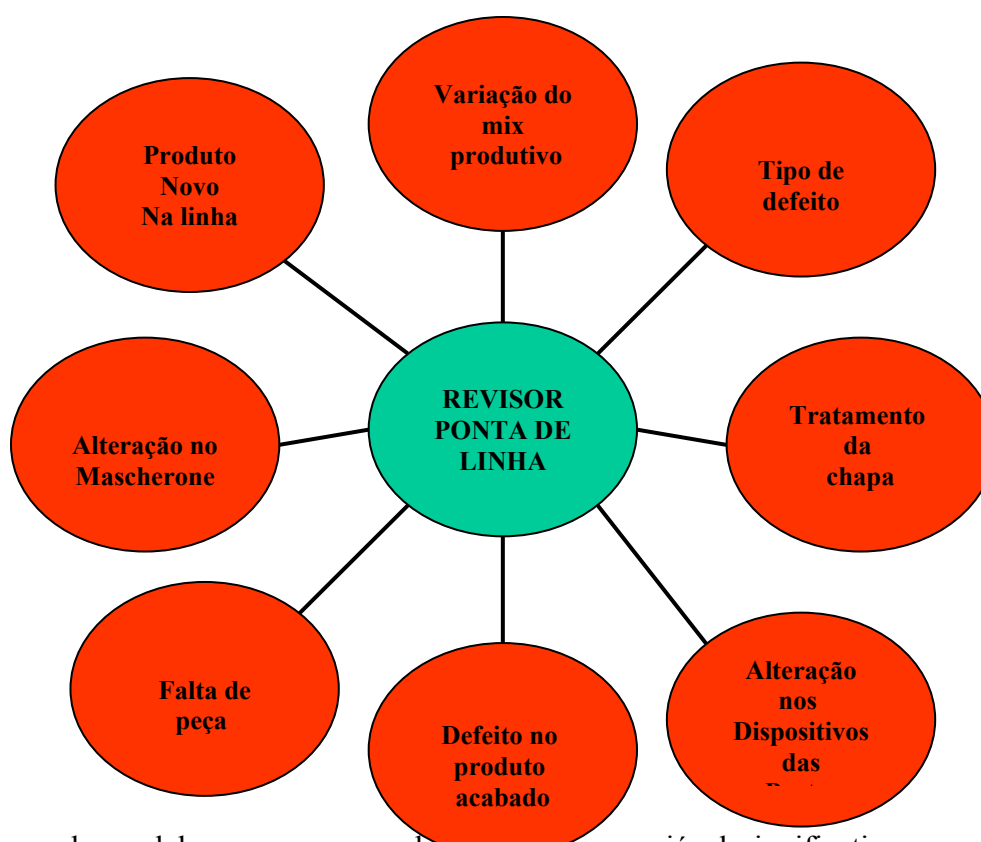 Variação do
mix
produtivo
Produto
Novo
Na linha
Tipo de
defeito
REVISOR
PONTA DE
LINHA
Alteração no
Mascherone
Tratamento
da
chapa
Falta de
peça
Defeito no
produto
acabado
Alteração
nos
Dispositivos
das